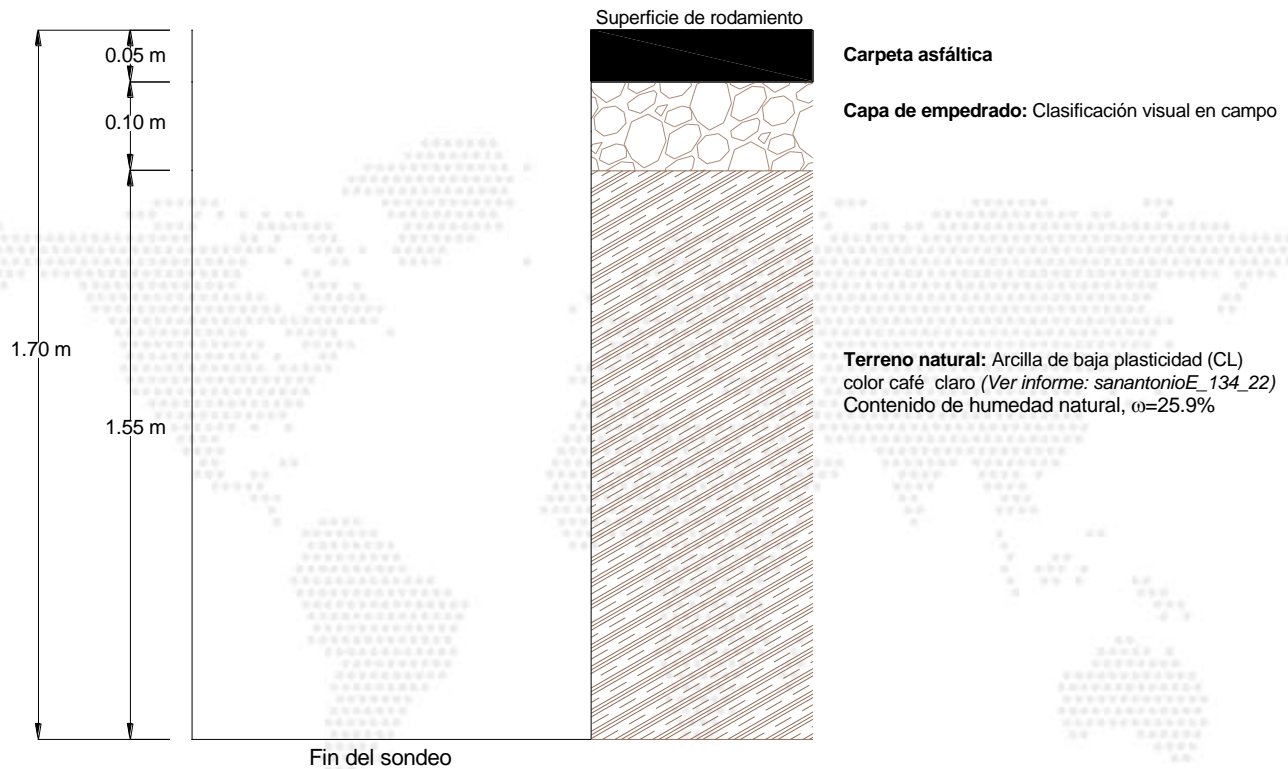 Superficie de rodamiento
0.05 m
Carpeta asfáltica
0.10 m
Capa de empedrado: Clasificación visual en campo
1.70 m
1.55 m
Terreno natural: Arcilla de baja plasticidad (CL)
color café claro (Ver informe: sanantonioE_134_22)
Contenido de humedad natural, ω=25.9%
Fin del sondeo